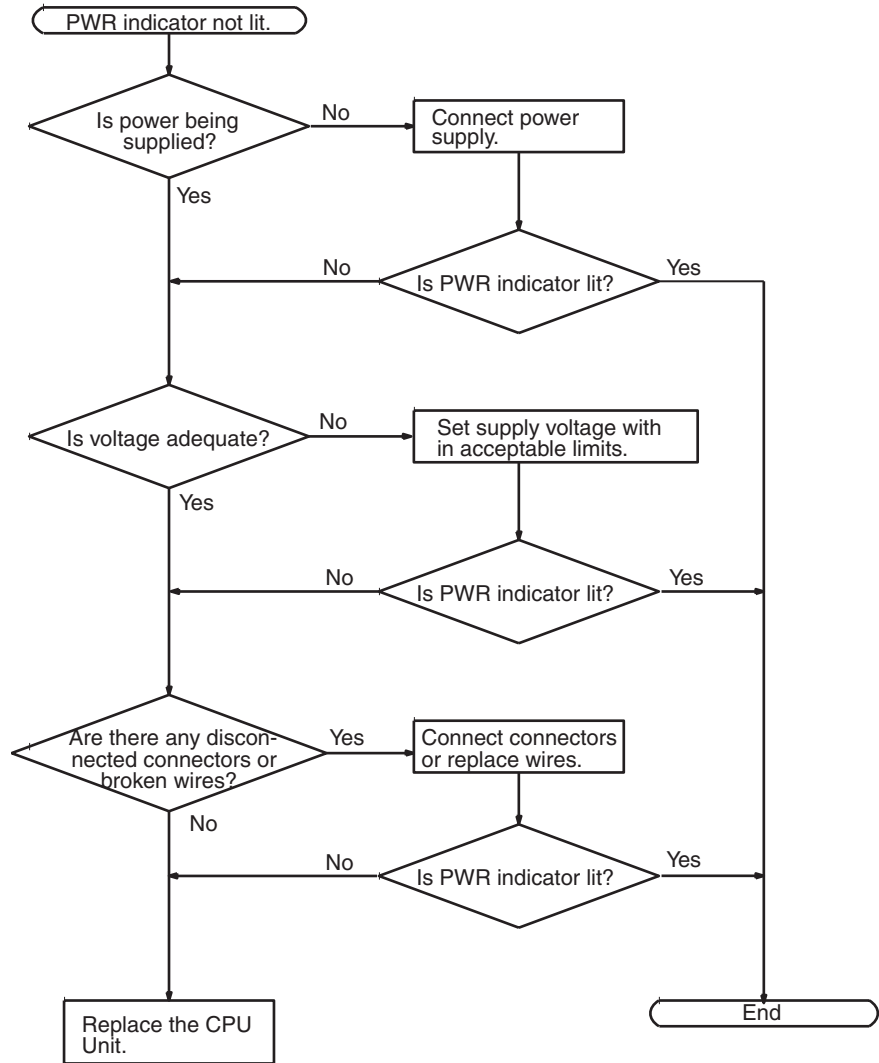 PWR indicator not lit.
Is power being
supplied?
No
Connect power
supply.
Yes
No
Is PWR indicator lit?
Yes
Is voltage adequate?
No
Set supply voltage with
in acceptable limits.
Yes
No
Is PWR indicator lit?
Yes
Are there any discon-
nected connectors or
broken wires?
Yes
Connect connectors
or replace wires.
No
No
Is PWR indicator lit?
Yes
Replace the CPU
Unit.
End